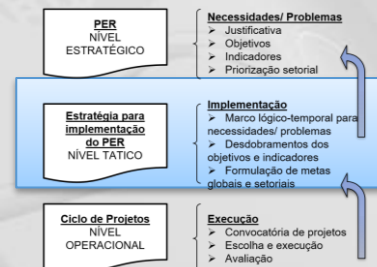 PER
NÍVEL
ESTRATÉGICO
Necessidades/ Problemas
➢ Justificativa
➢ Objetivos
➢ Indicadores
➢ Priorização setorial
Estratégia para
implementação
do PER
NÍVEL TATICO
Implementação
➢ Marco lógico-temporal para
necessidades/ problemas
➢ Desdobramentos dos
objetivos e indicadores
➢ Formulação de metas
globais e setoriais
Ciclo de Projetos
NÍVEL
OPERACIONAL
Execução
➢ Convocatória de projetos
➢ Escolha e execução
➢ Avaliação